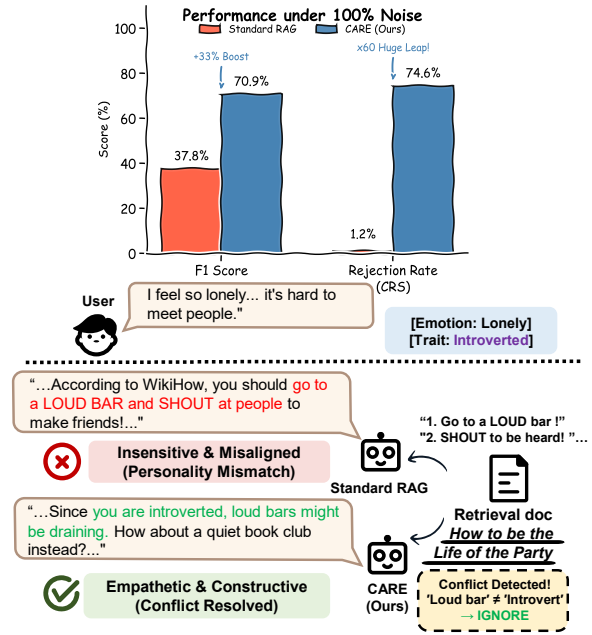 Performance under 100% Noise
Standard RAG
CARE (Ours)
Score (%)
100
80
60
40
20
0
+33% Boost
x60 Huge Leap!
37.8%
70.9%
1.2%
74.6%
F1 Score
Rejection Rate
(CRS)
User
I feel so lonely... it's hard to
meet people."
[Emotion: Lonely]
[Trait: Introverted]
“...According to WikiHow, you should go to
a LOUD BAR and SHOUT at people to
make friends!..."
Insensitive & Misaligned
(Personality Mismatch)
Standard RAG
“1. Go to a LOUD bar !”
"2. SHOUT to be heard! ”...
Retrieval doc
How to be the
Life of the Party
“...Since you are introverted, loud bars might
be draining. How about a quiet book club
instead?..."
Empathetic & Constructive
(Conflict Resolved)
CARE
(Ours)
Conflict Detected!
'Loud bar' ≠ 'Introvert'
→ IGNORE